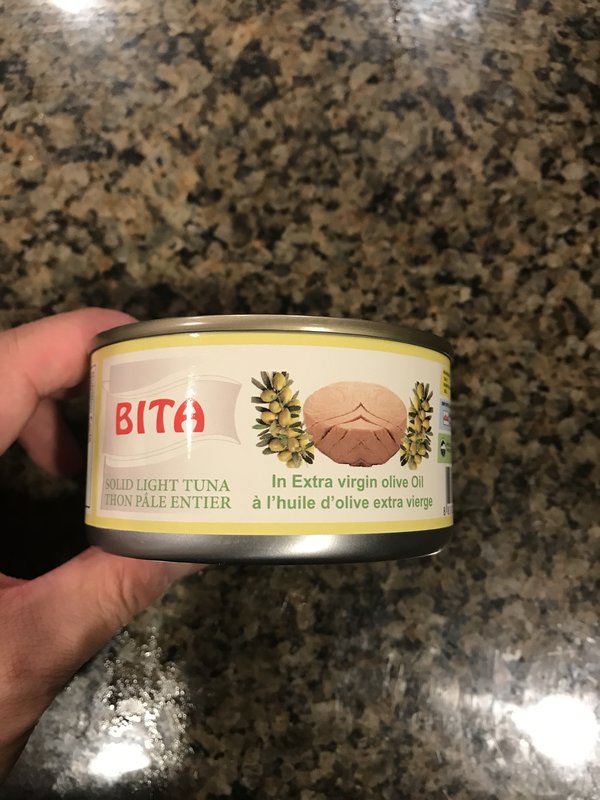 BITA
SOLID LIGHT TUNA
THON PÂLE ENTIER
In Extra virgin olive Oil
à l'huile d'olive extra vierge